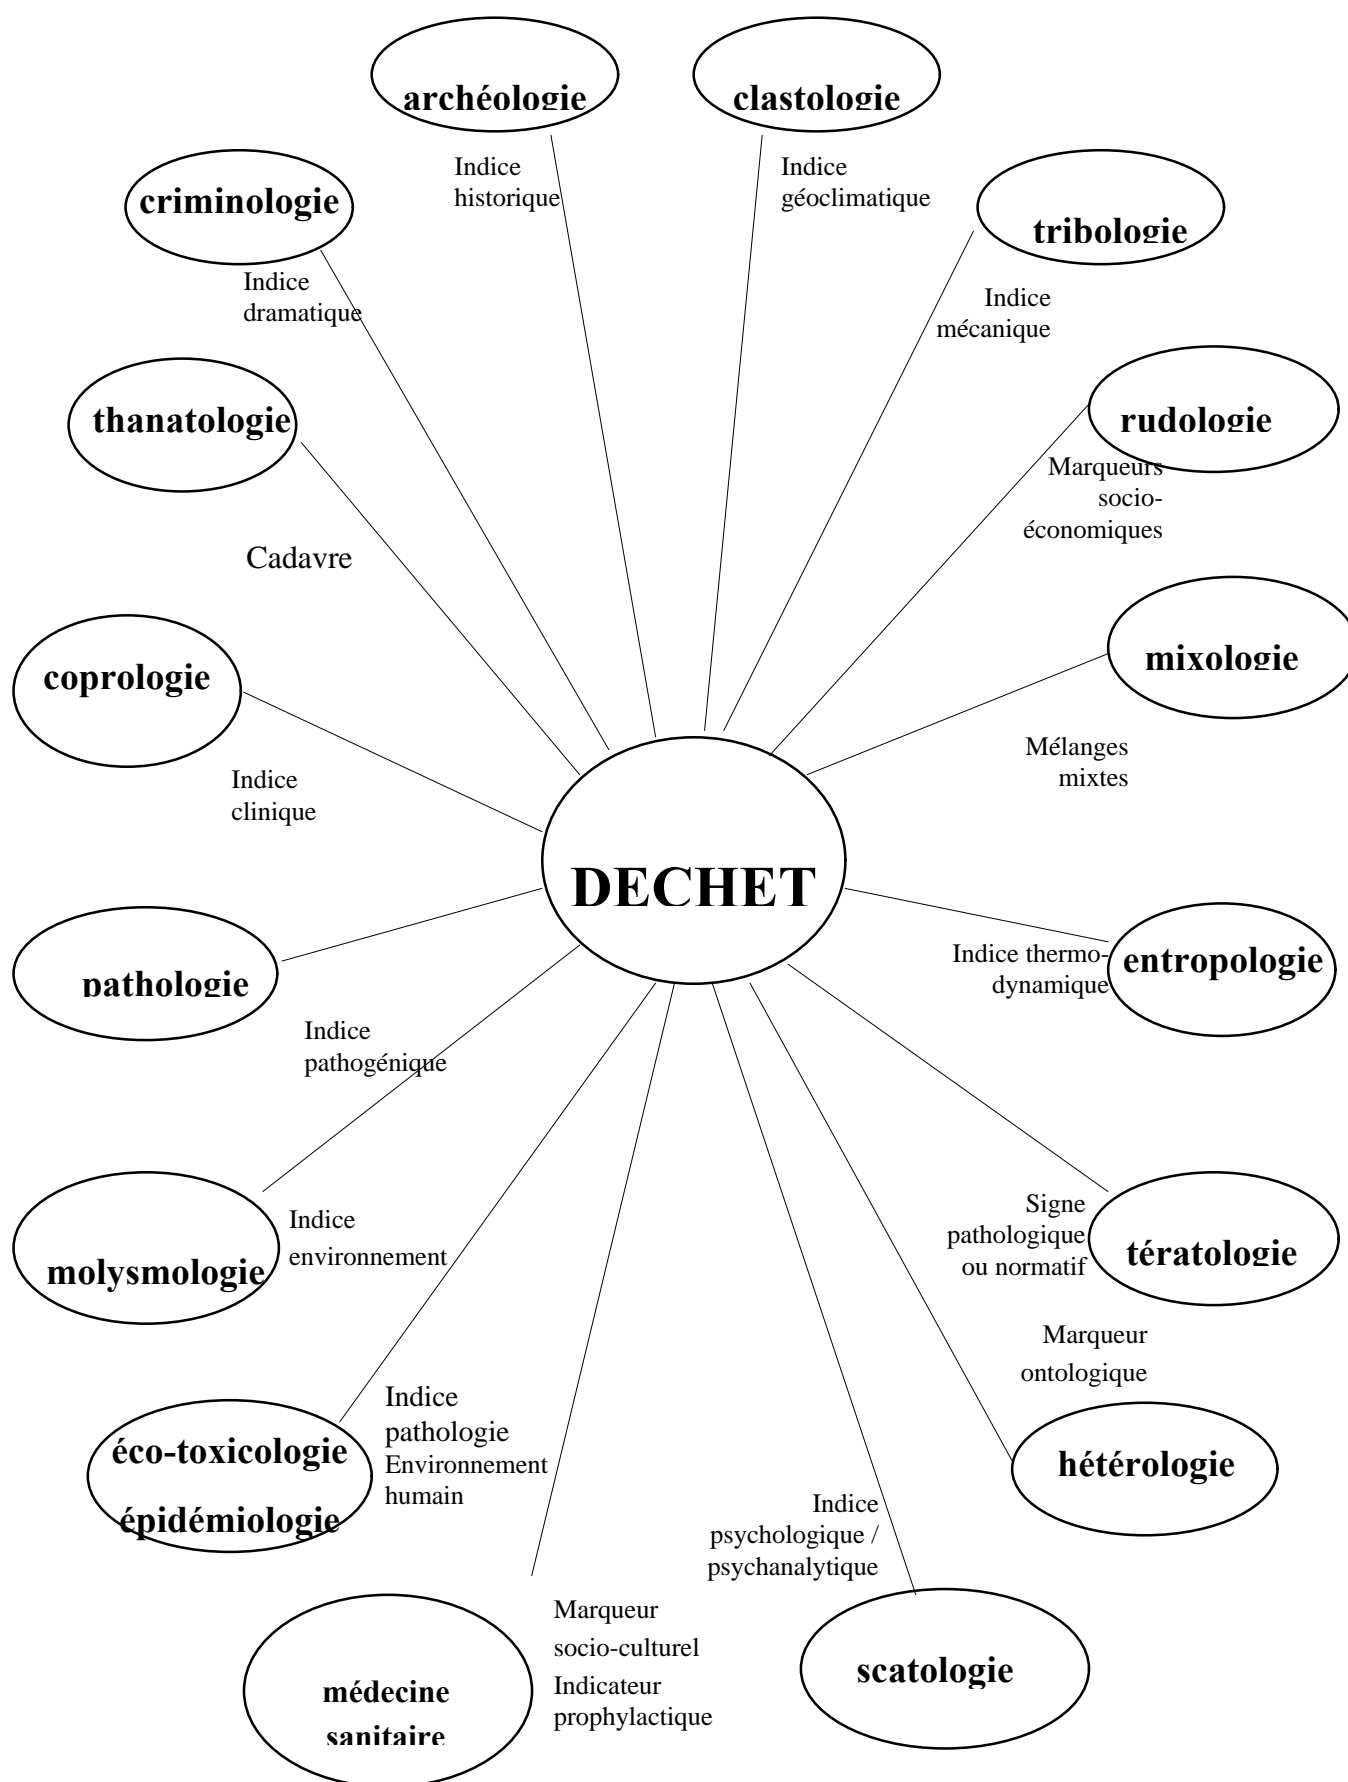 archéologie
clastologie
Indice
historique
Indice
géoclimatique
criminologie
Indice
dramatique
tribologie
Indice
mécanique
thanatologie
Cadavre
rudologie
Marqueurs
socio-
économiques
coprologie
Indice
clinique
mixologie
Mélanges
mixtes
DECHET
pathologie
Indice
pathogénique
Indice thermo-
dynamique
entropologie
molysmologie
Indice
environnement
Signe
pathologique
ou normatif
tératologie
Marqueur
ontologique
hétérologie
éco-toxicologie
épidémiologie
Indice
pathologie
Environnement
humain
Indice
psychologique /
psychanalytique
scatologie
médecine
sanitaire
Marqueur
socio-culturel
Indicateur
prophylactique